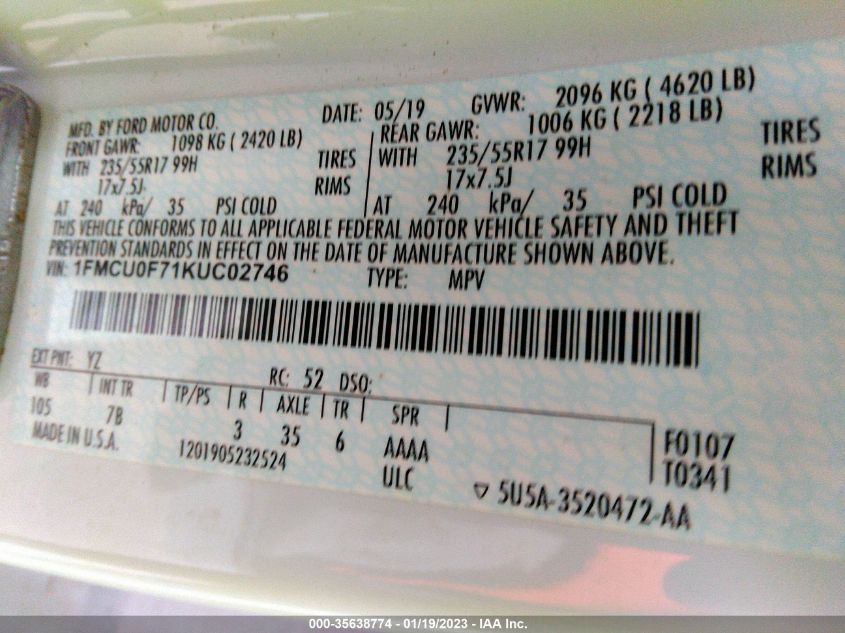 MFD. BY FORD MOTOR CO.
DATE: 05/19 GVWR: 2096 KG ( 4620 LB)
FRONT GAWR: 1098 KG ( 2420 LB)
WITH 235/55R17 99H TIRES
17x7.5J RIMS
AT 240 kPa/ 35 PSI COLD
REAR GAWR: 1006 KG ( 2218 LB)
WITH 235/55R17 99H TIRES
17x7.5J RIMS
AT 240 kPa/ 35 PSI COLD
THIS VEHICLE CONFORMS TO ALL APPLICABLE FEDERAL MOTOR VEHICLE SAFETY AND THEFT
PREVENTION STANDARDS IN EFFECT ON THE DATE OF MANUFACTURE SHOWN ABOVE.
VIN: 1FMCU0F71KUC02746 TYPE: MPV
EXT PNT: YZ RC: 52 DSO:
WB INT TR TP/PS R AXLE TR SPR
105 7B 3 35 6 AAAA
F0107
MADE IN U.S.A. 1201905232524 ULC
T0341
5U5A-3520472-AA
000-35638774 - 01/19/2023 - IAA Inc.